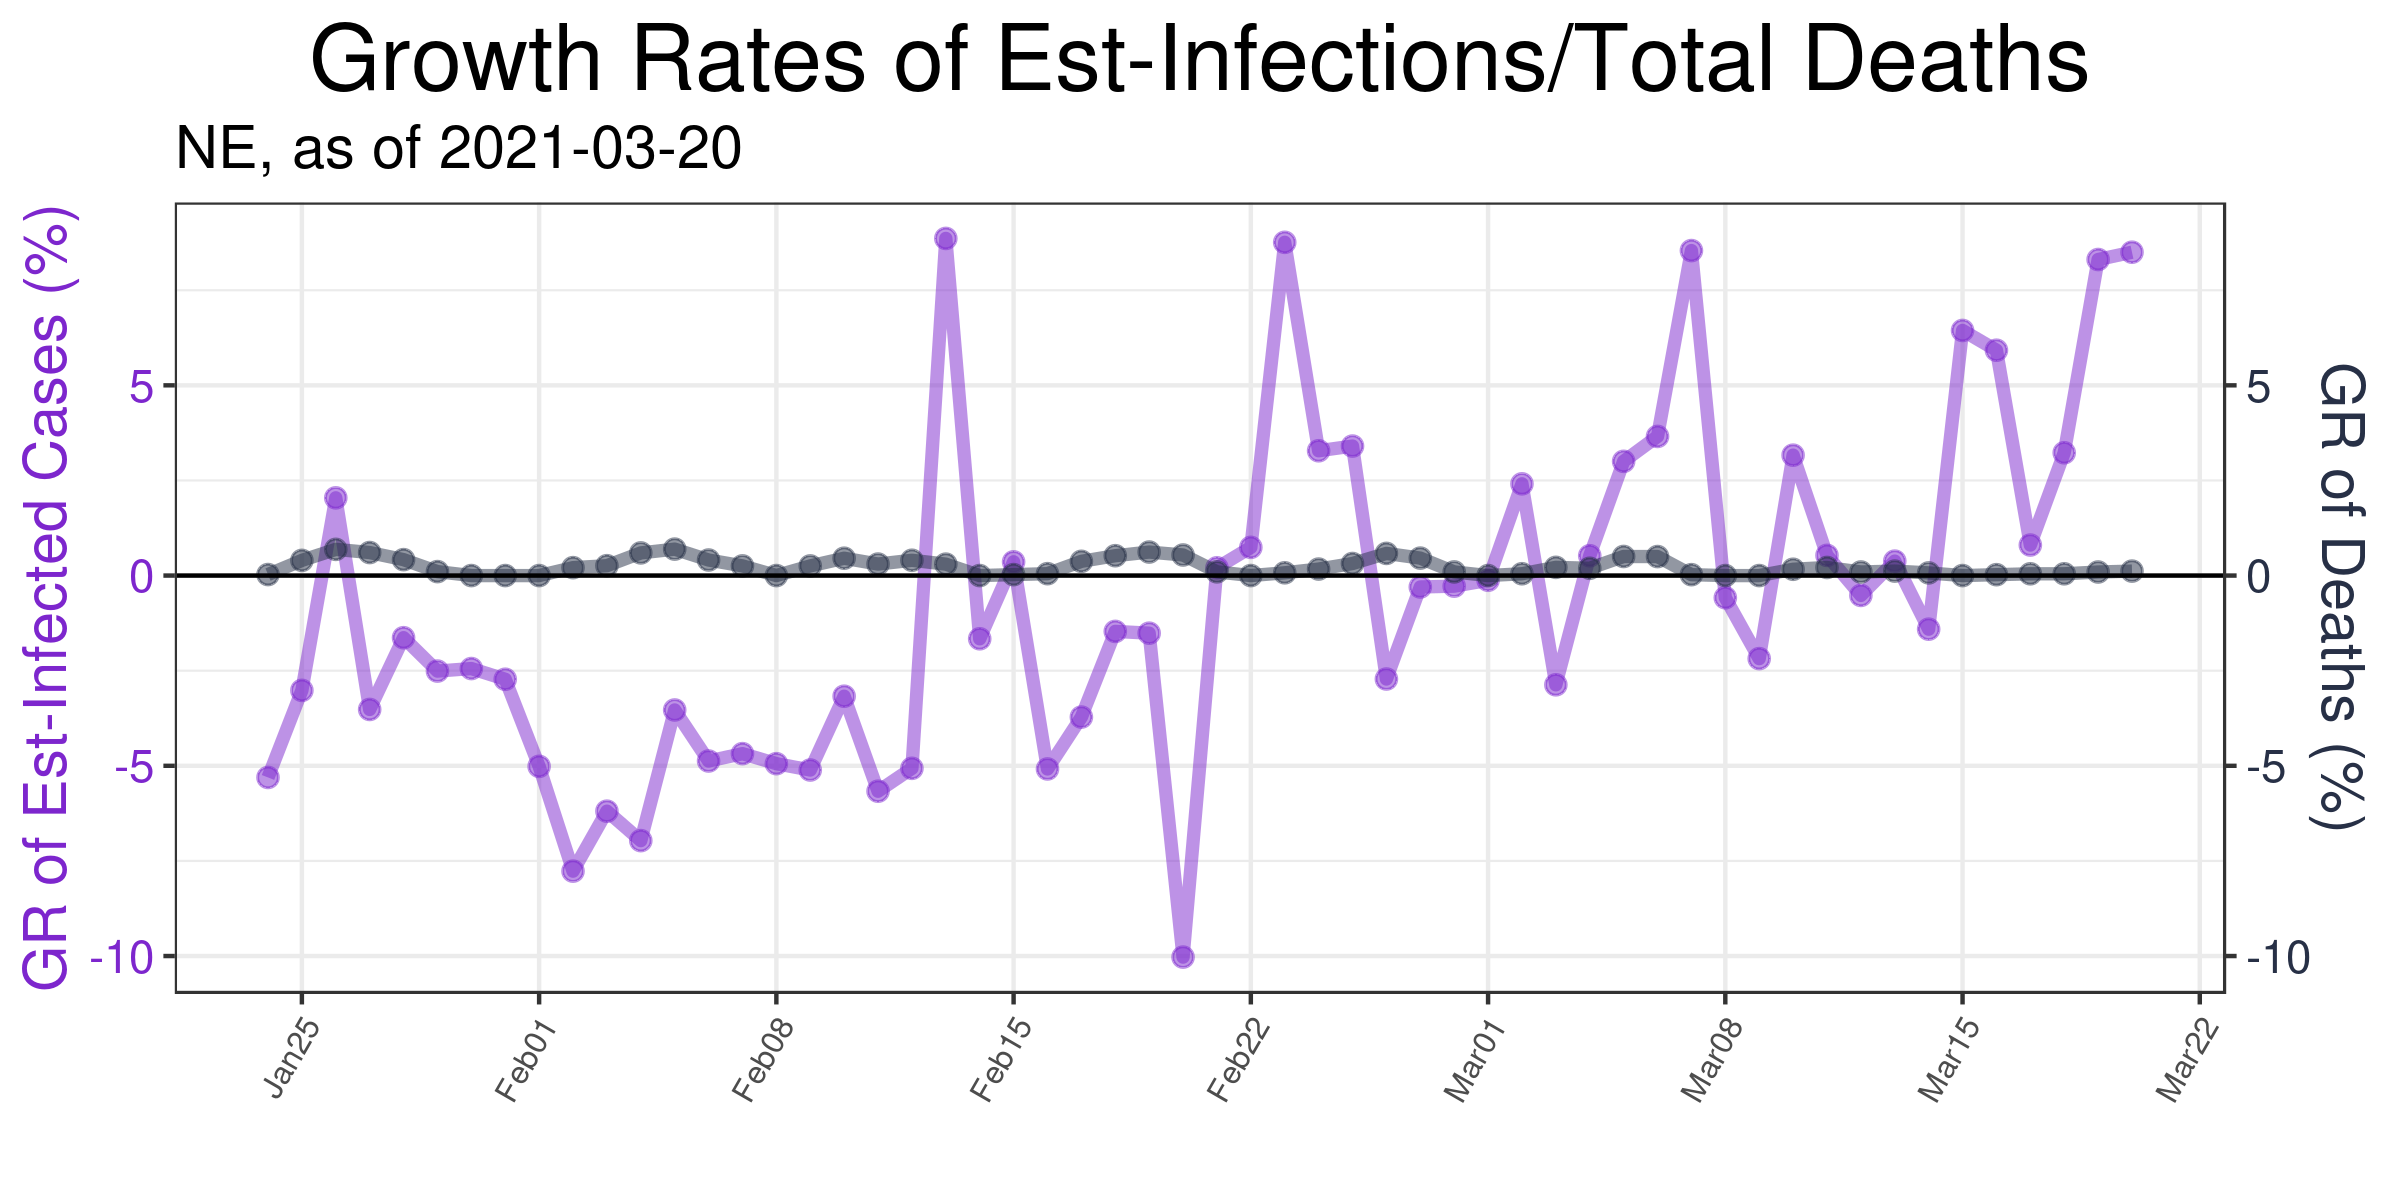 Growth Rates of Est-Infections/Total Deaths
NE, as of 2021-03-20
GR of Est-Infected Cases (%)
5
0
-5
-10
5
0
-5
-10
GR of Deaths (%)
Jan25
Feb01
Feb08
Feb15
Feb22
Mar01
Mar08
Mar15
Mar22